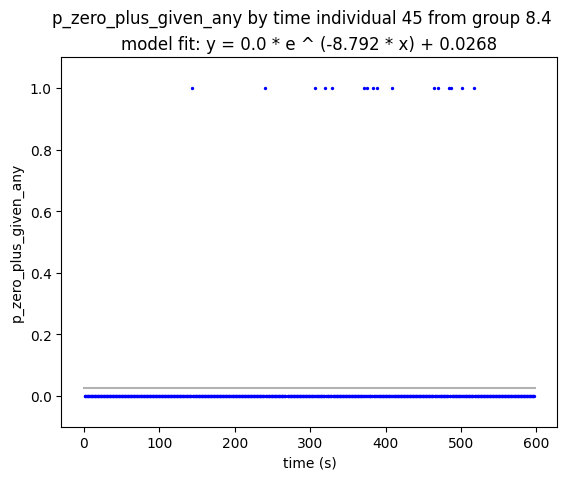 p_zero_plus_given_any by time individual 45 from group 8.4
model fit: y = 0.0 * e ^ (-8.792 * x) + 0.0268
1.0
0.8
0.6
0.4
0.2
0.0
p_zero_plus_given_any
0 100 200 300 400 500 600
time (s)